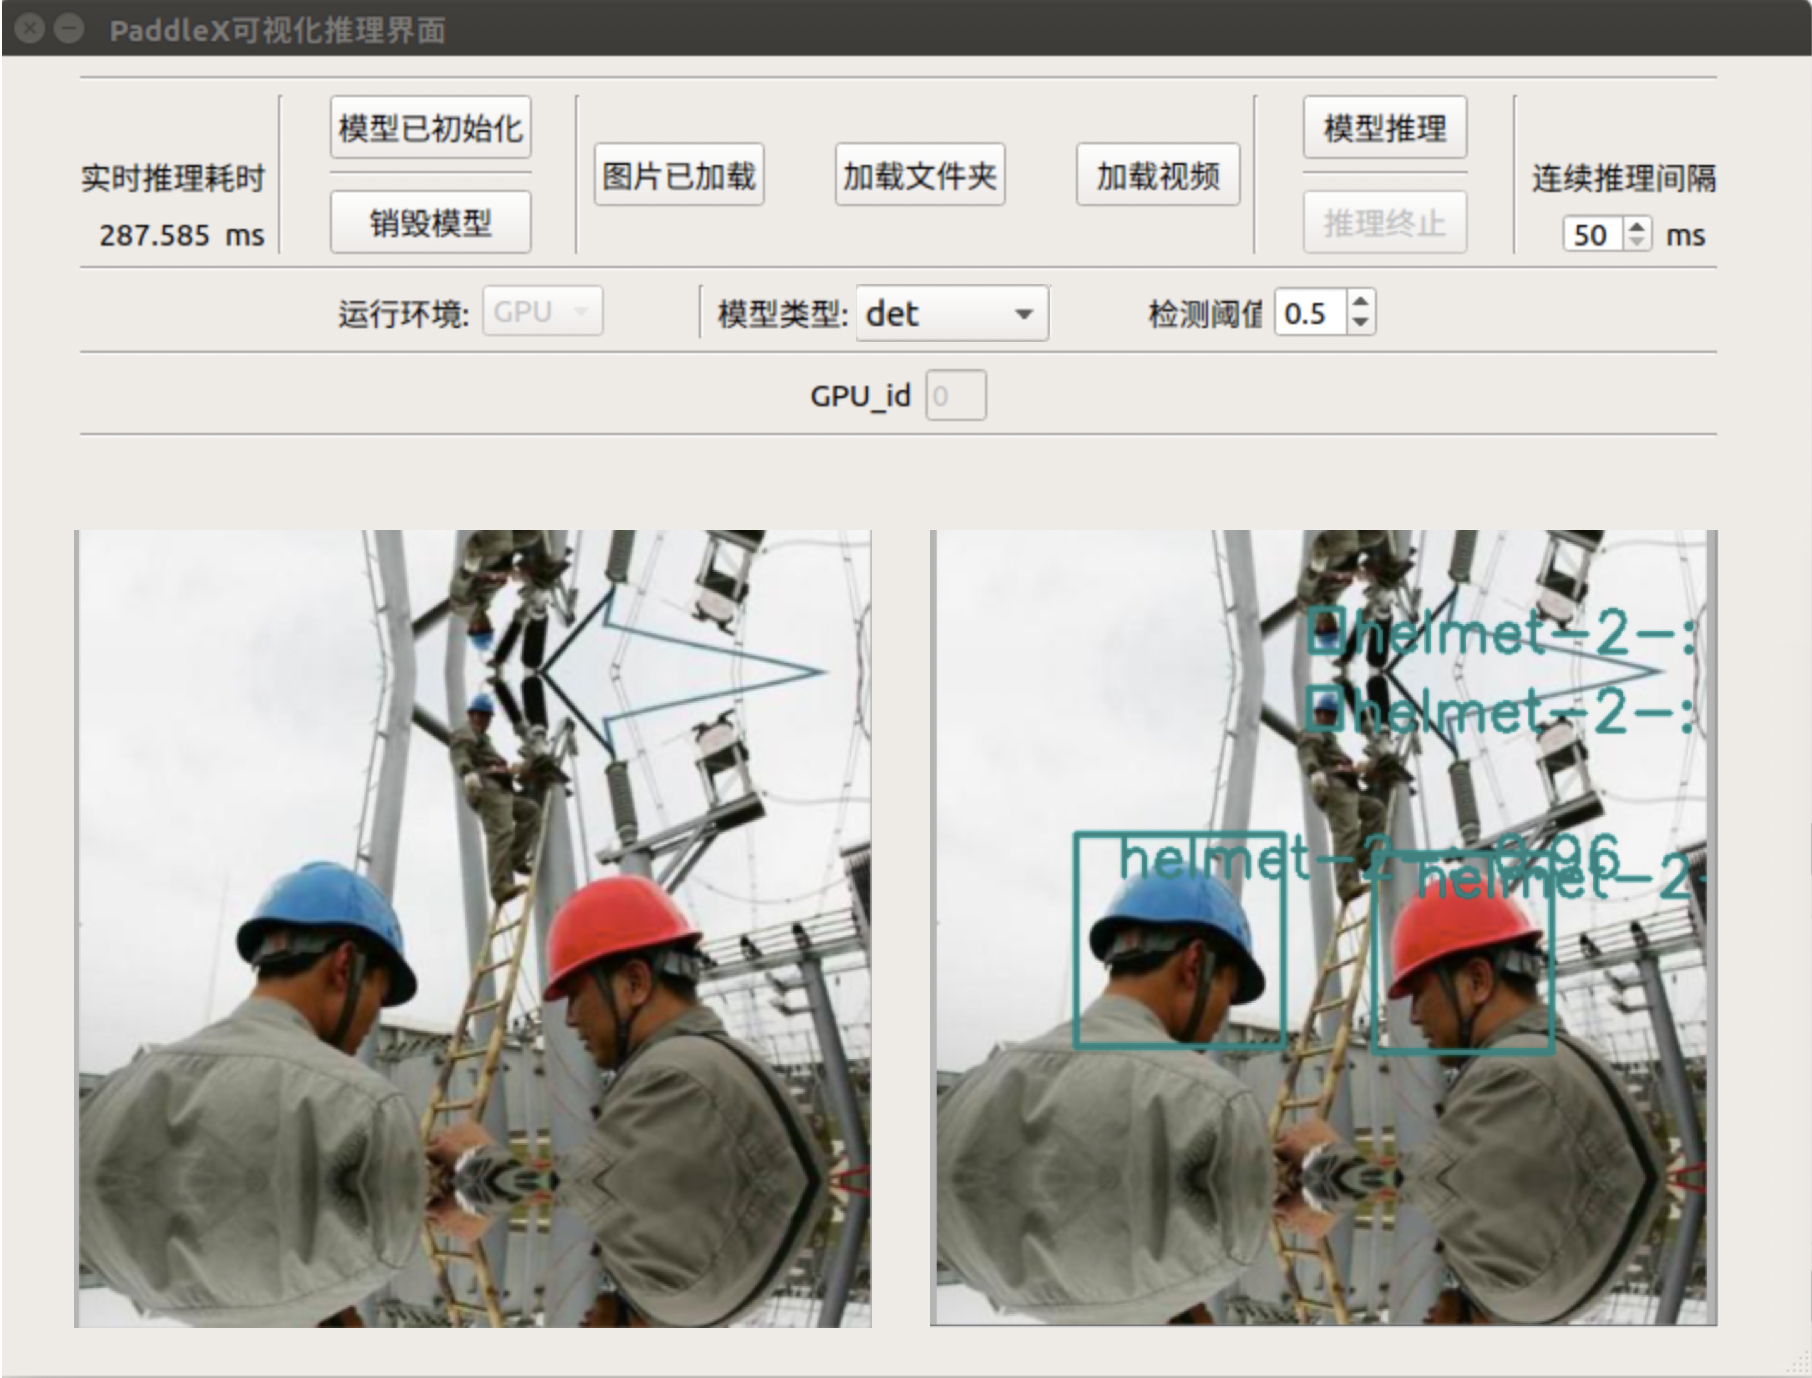 PaddleX可视化推理界面
模型已初始化
模型推理
图片已加载
加载文件夹
加载视频
实时推理耗时
连续推理间隔
销毁模型
推理终止
287.585 ms
50 ms
运行环境: GPU
模型类型: det
检测阈值 0.5
GPU_id 0
helmet-2-:
helmet-2-:
helmet-2-
0.96
helmet-2-